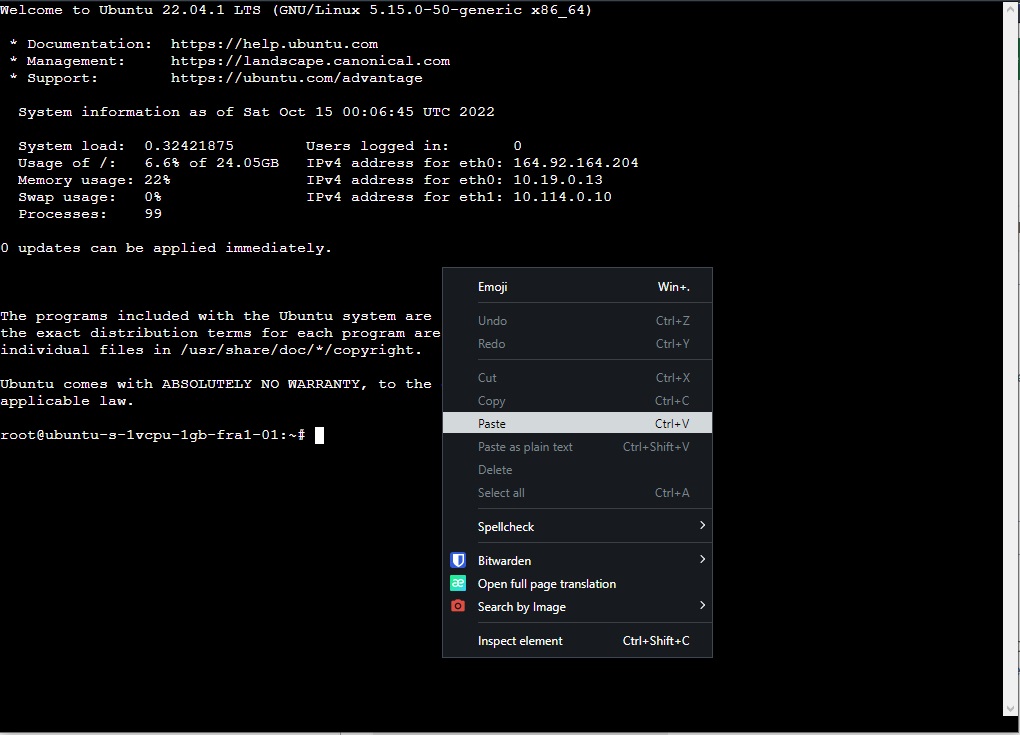 Welcome to Ubuntu 22.04.1 LTS (GNU/Linux 5.15.0-50-generic x86_64)
* Documentation: https://help.ubuntu.com
* Management: https://landscape.canonical.com
* Support: https://ubuntu.com/advantage
System information as of Sat Oct 15 00:06:45 UTC 2022
System load: 0.32421875 Users logged in: 0
Usage of /: 6.6% of 24.05GB IPv4 address for eth0: 164.92.164.204
Memory usage: 22% IPv4 address for eth0: 10.19.0.13
Swap usage: 0% IPv4 address for eth1: 10.114.0.10
Processes: 99
0 updates can be applied immediately.
The programs included with the Ubuntu system are
the exact distribution terms for each program are
individual files in /usr/share/doc/*/copyright.
Ubuntu comes with ABSOLUTELY NO WARRANTY, to the
applicable law.
root@ubuntu-s-1vcpu-1gb-fra1-01:~#
Emoji Win+.
Undo Ctrl+Z
Redo Ctrl+Y
Cut Ctrl+X
Copy Ctrl+C
Paste Ctrl+V
Paste as plain text Ctrl+Shift+V
Delete
Select all Ctrl+A
Spellcheck
Bitwarden
æ Open full page translation
Search by Image
Inspect element Ctrl+Shift+C